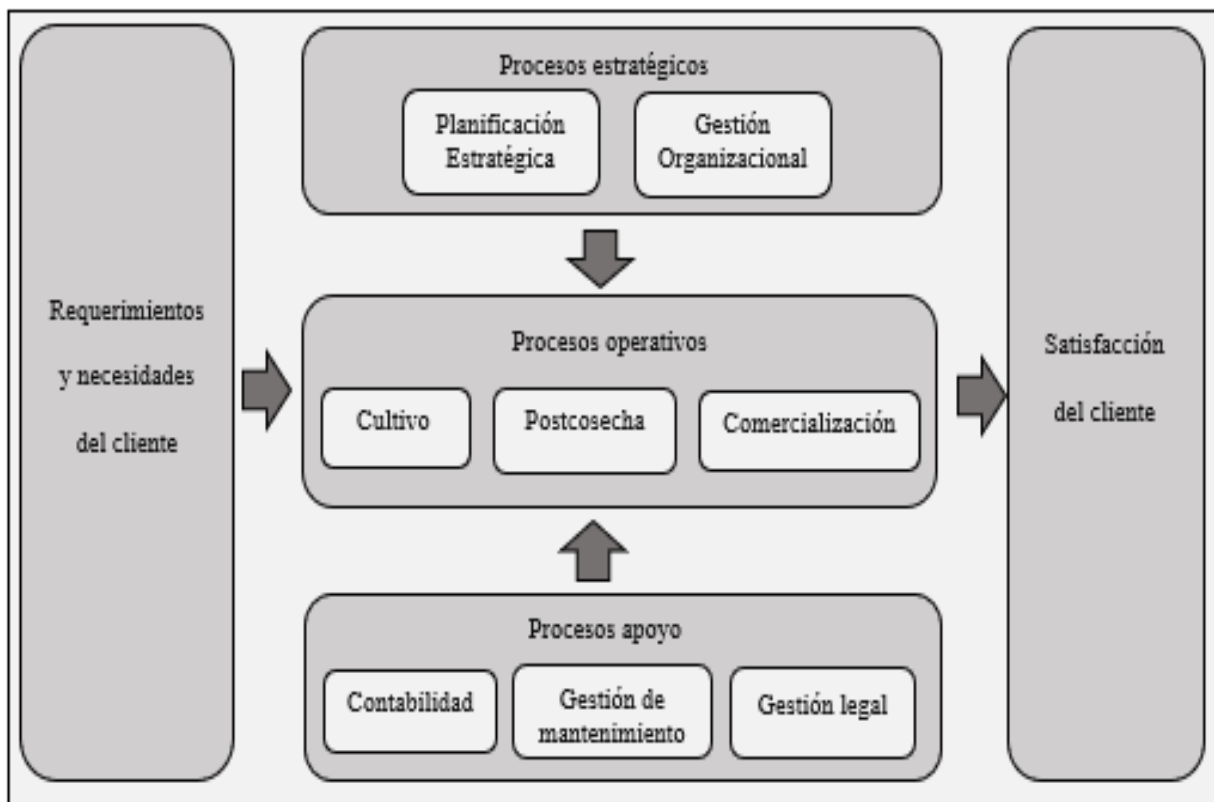 Requerimientos
y necesidades
del cliente
Procesos estratégicos
Planificación
Estratégica
Gestión
Organizacional
Procesos operativos
Cultivo
Postcosecha
Comercialización
Procesos apoyo
Contabilidad
Gestión de
mantenimiento
Gestión legal
Satisfacción
del cliente